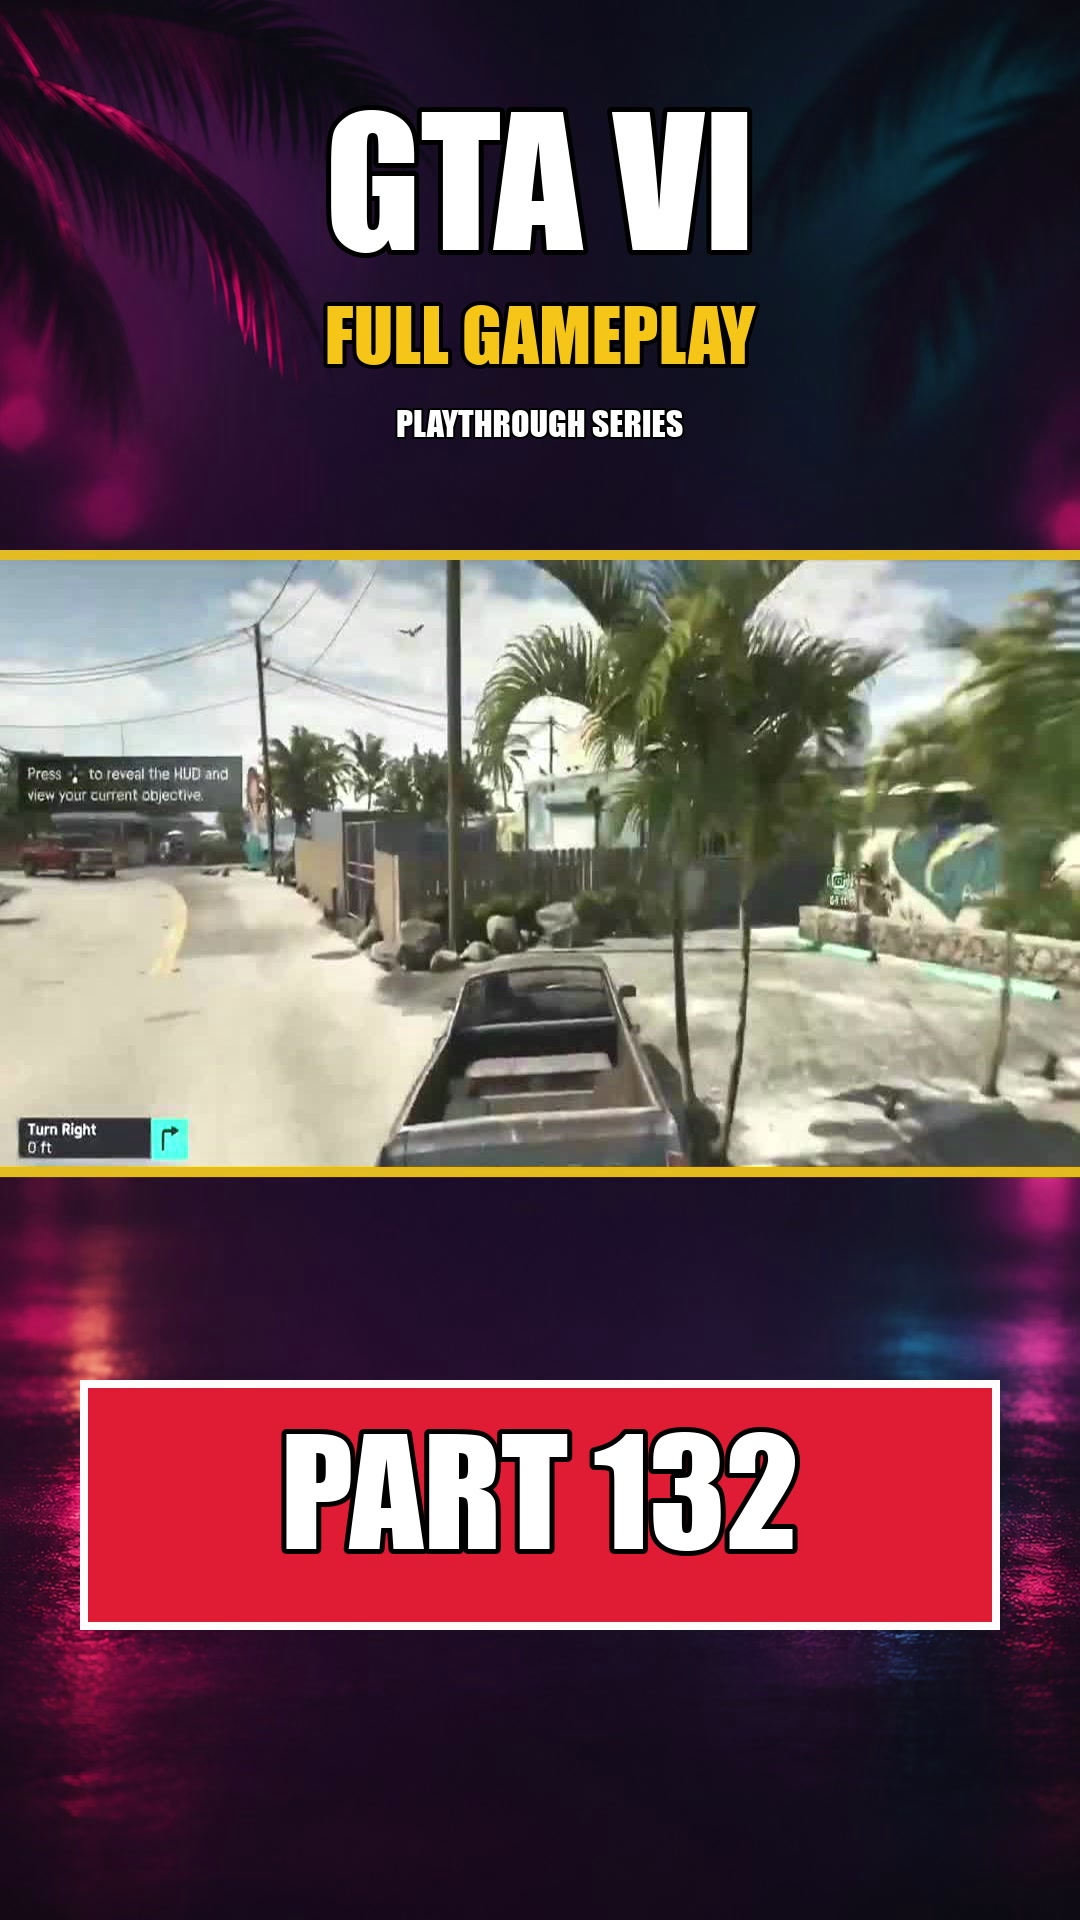 GTA VI
FULL GAMEPLAY
PLAYTHROUGH SERIES
Press to reveal the HUD and
view your current objective.
Turn Right
0 ft
PART 132